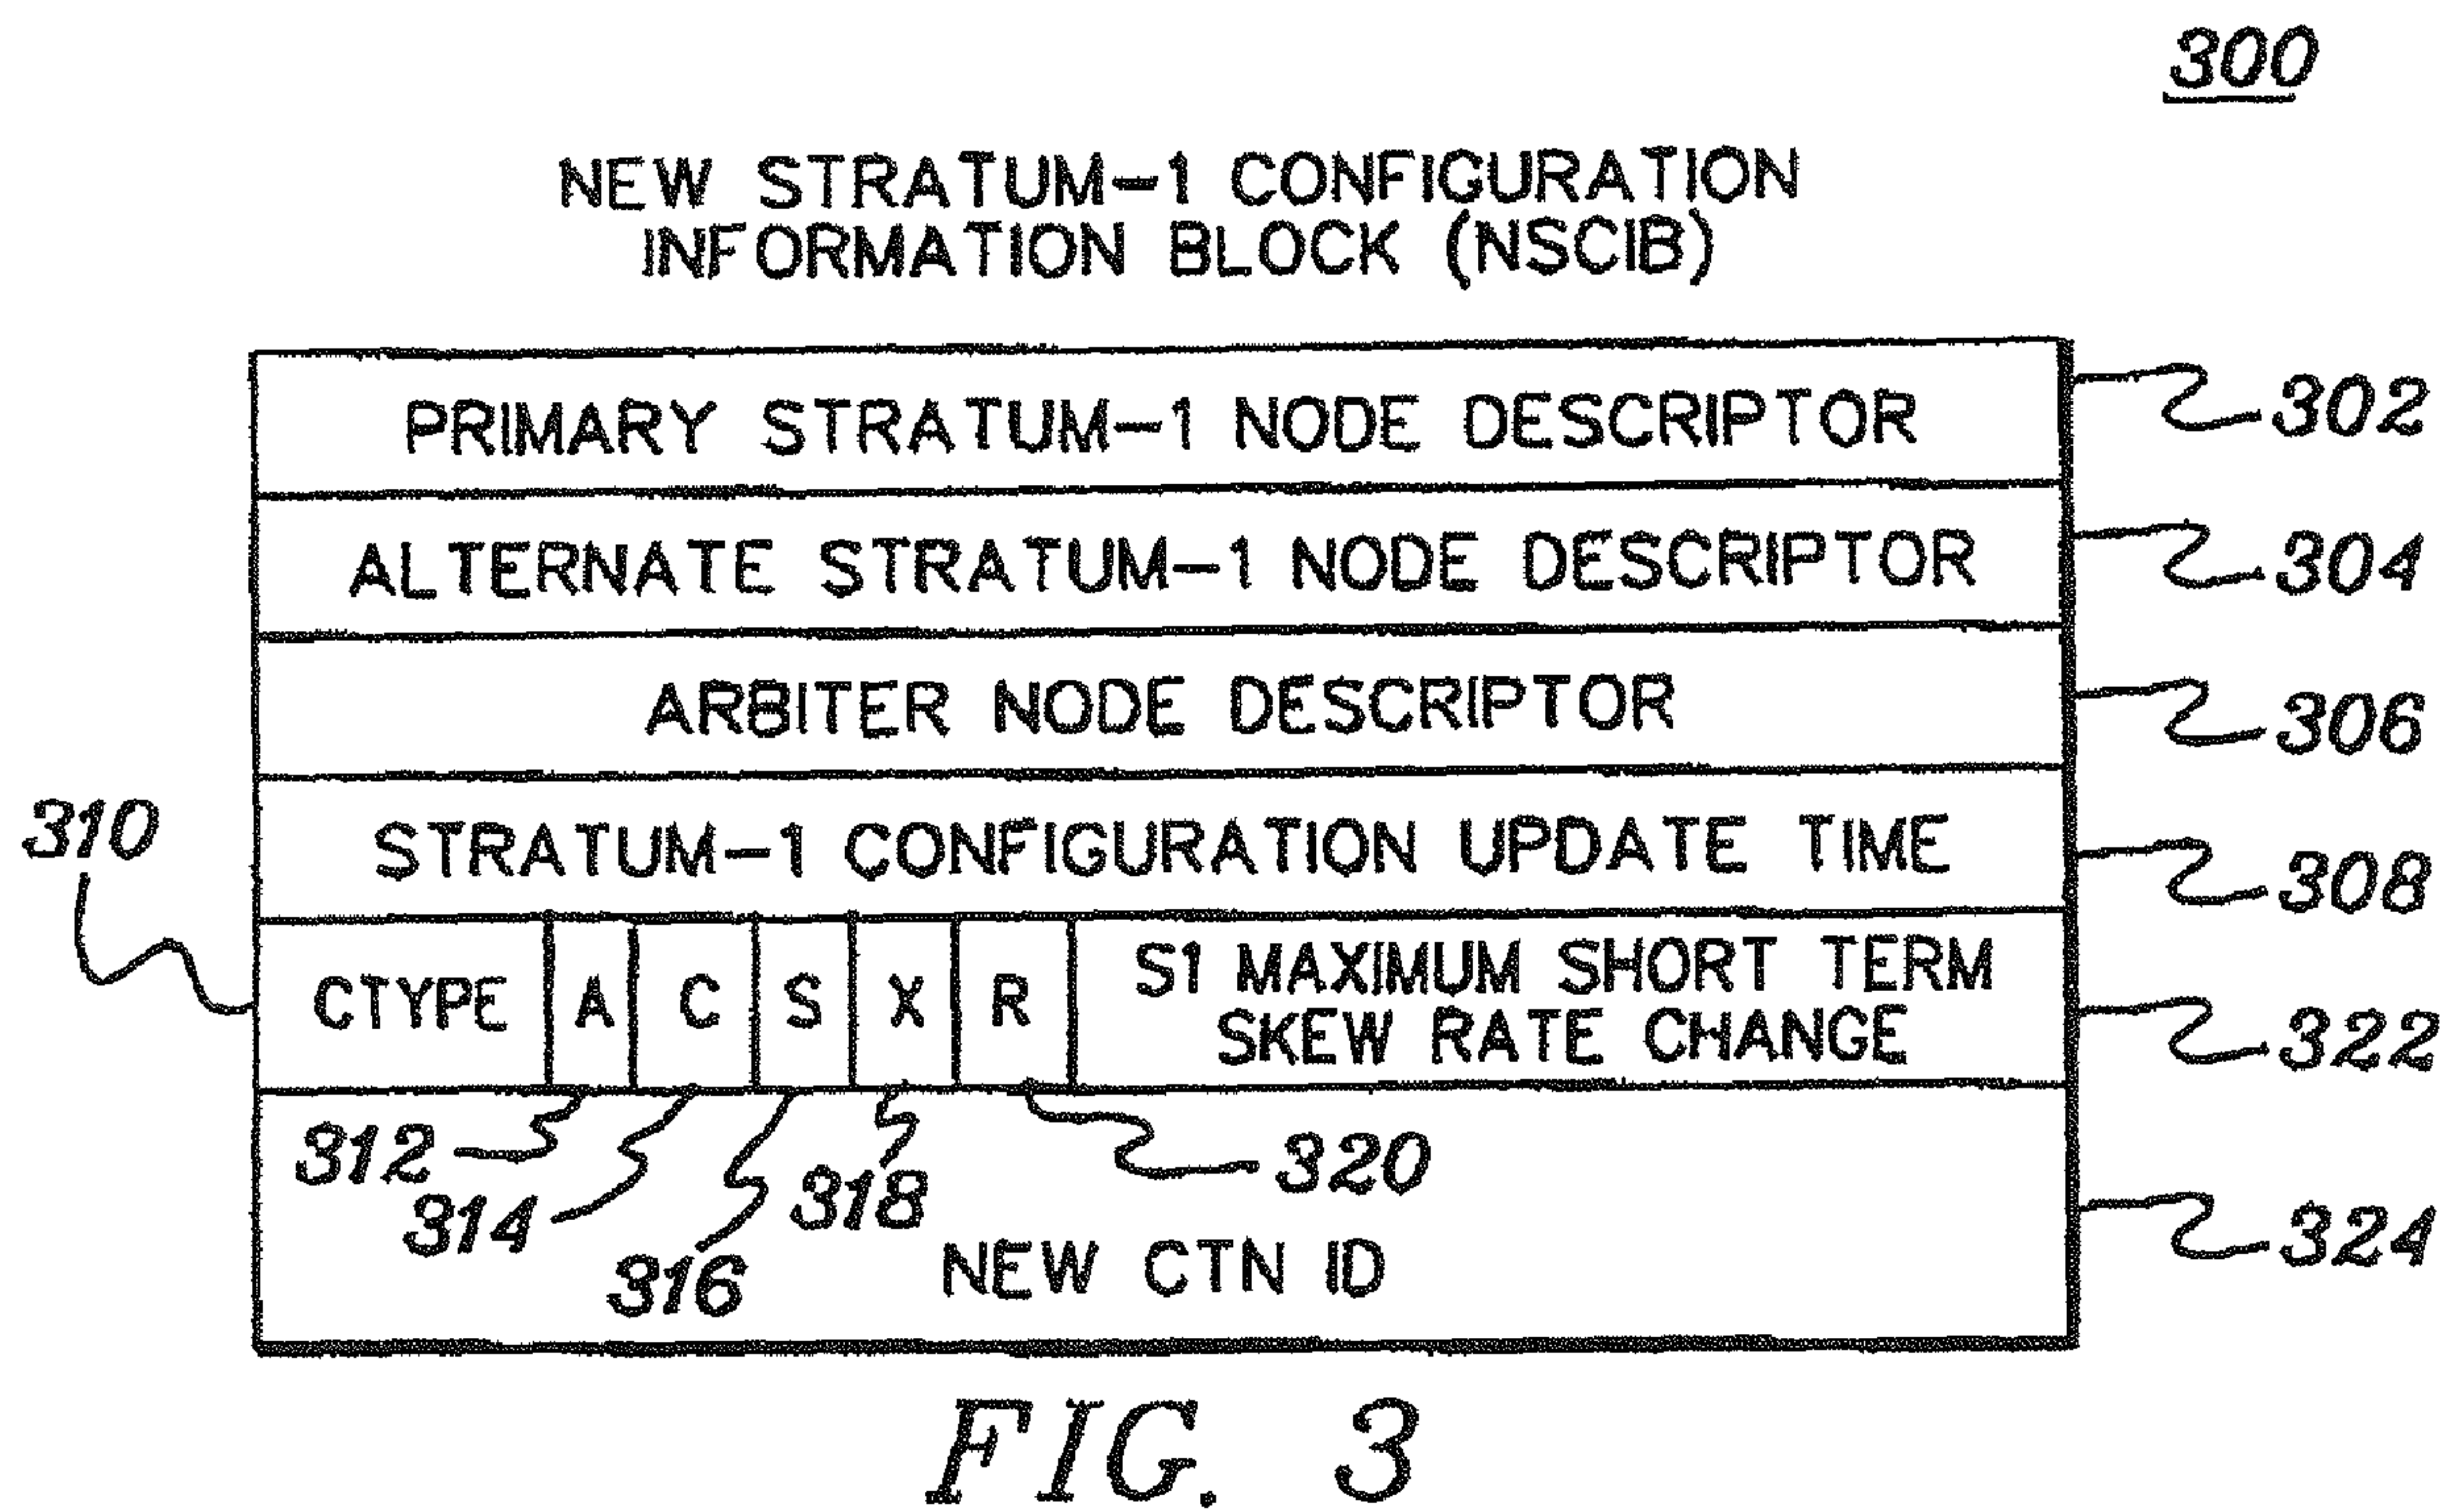 300
NEW STRATUM-1 CONFIGURATION
INFORMATION BLOCK (NSCIB)
PRIMARY STRATUM-1 NODE DESCRIPTOR
302
ALTERNATE STRATUM-1 NODE DESCRIPTOR
304
ARBITER NODE DESCRIPTOR
306
310
STRATUM-1 CONFIGURATION UPDATE TIME
308
CTYPE A C S X R
S1 MAXIMUM SHORT TERM
SKEW RATE CHANGE
322
312
314
316
318
320
NEW CTN ID
324
FIG. 3